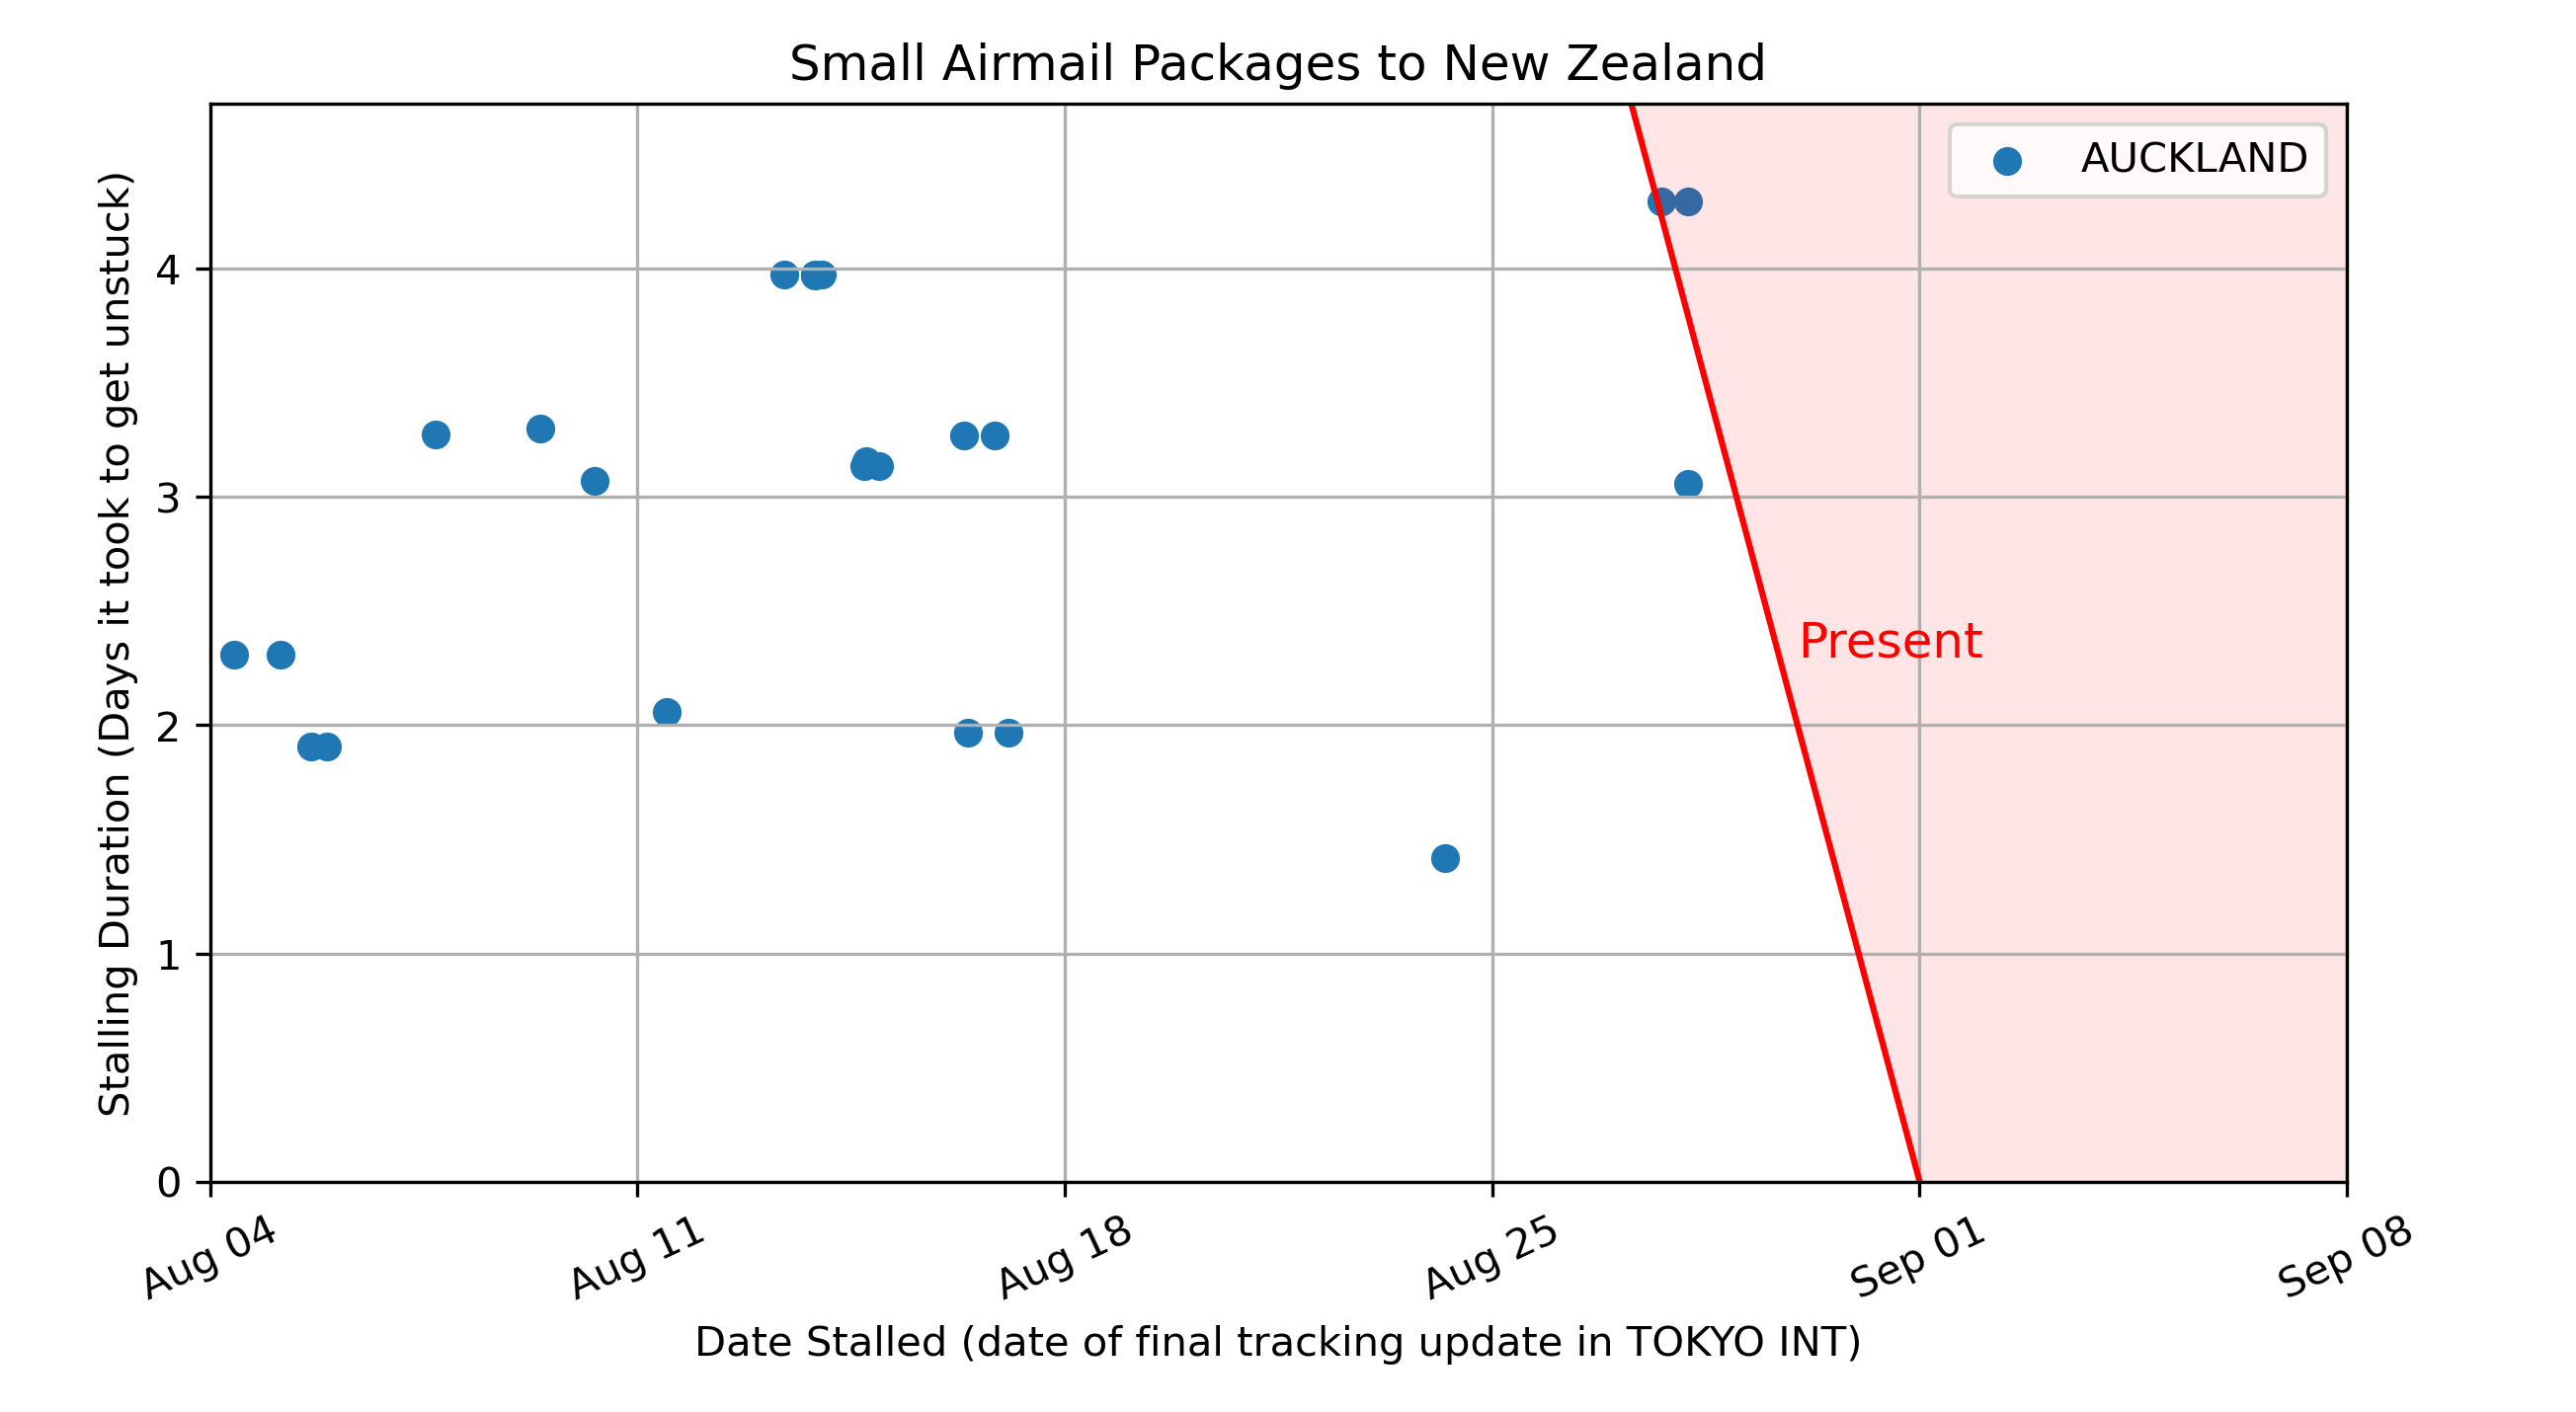 Small Airmail Packages to New Zealand
AUCKLAND
Stalling Duration (Days it took to get unstuck)
4
3
2
1
0
Present
Aug 04
Aug 11
Aug 18
Aug 25
Sep 01
Sep 08
Date Stalled (date of final tracking update in TOKYO INT)